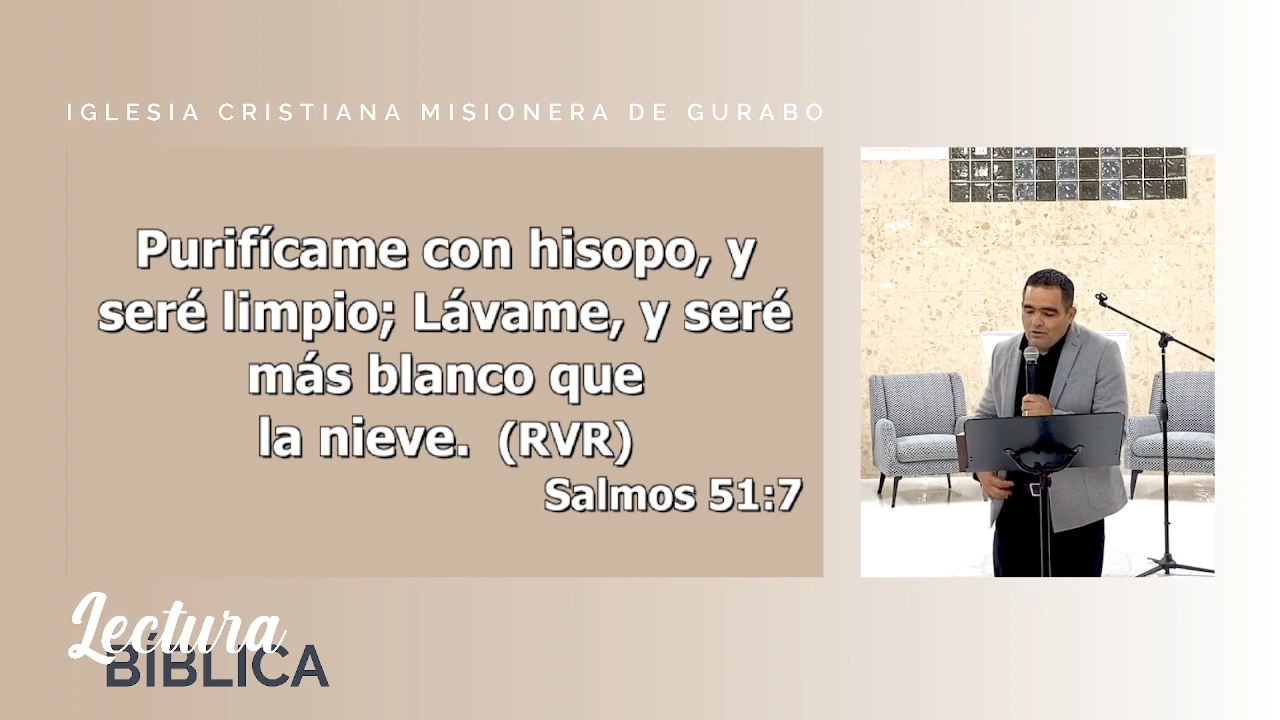 IGLESIA CRISTIANA MISIONERA DE GURABO
Purifícame con hisopo, y
seré limpio; Lávame, y seré
más blanco que
la nieve. (RVR)
Salmos 51:7
Lectura
BÍBLICA